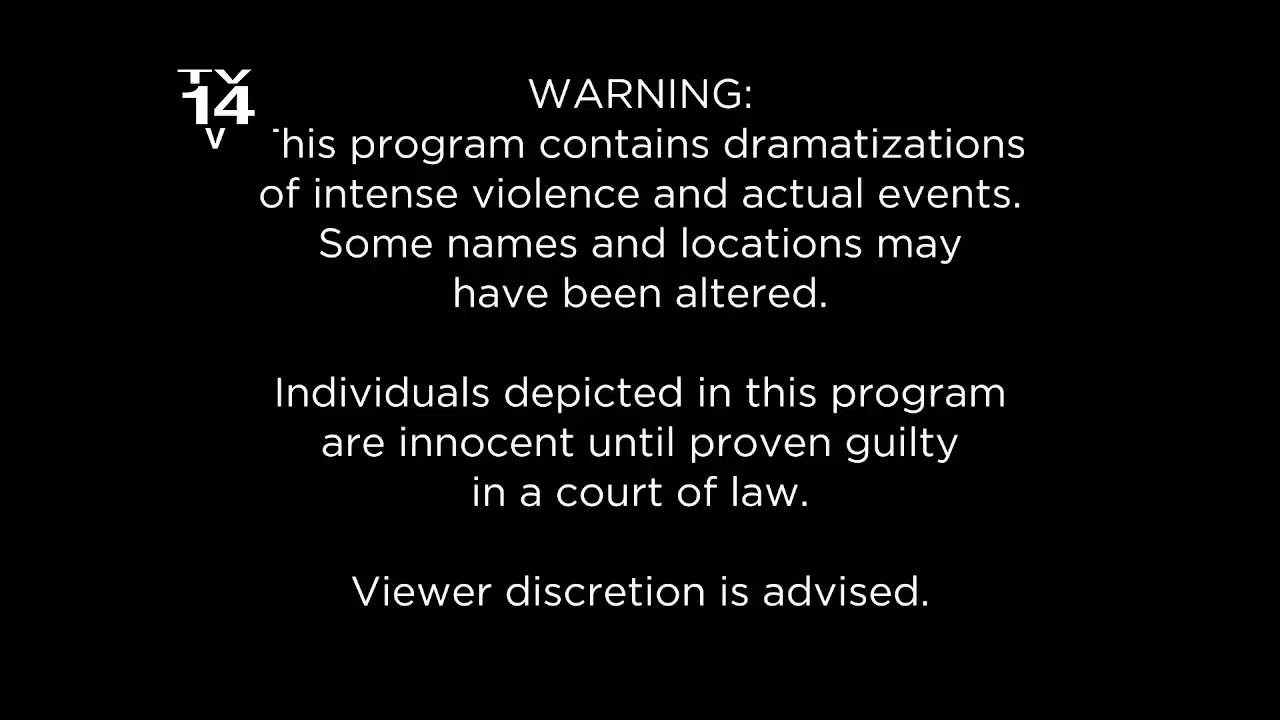 TV
14
V
WARNING:
This program contains dramatizations
of intense violence and actual events.
Some names and locations may
have been altered.
Individuals depicted in this program
are innocent until proven guilty
in a court of law.
Viewer discretion is advised.